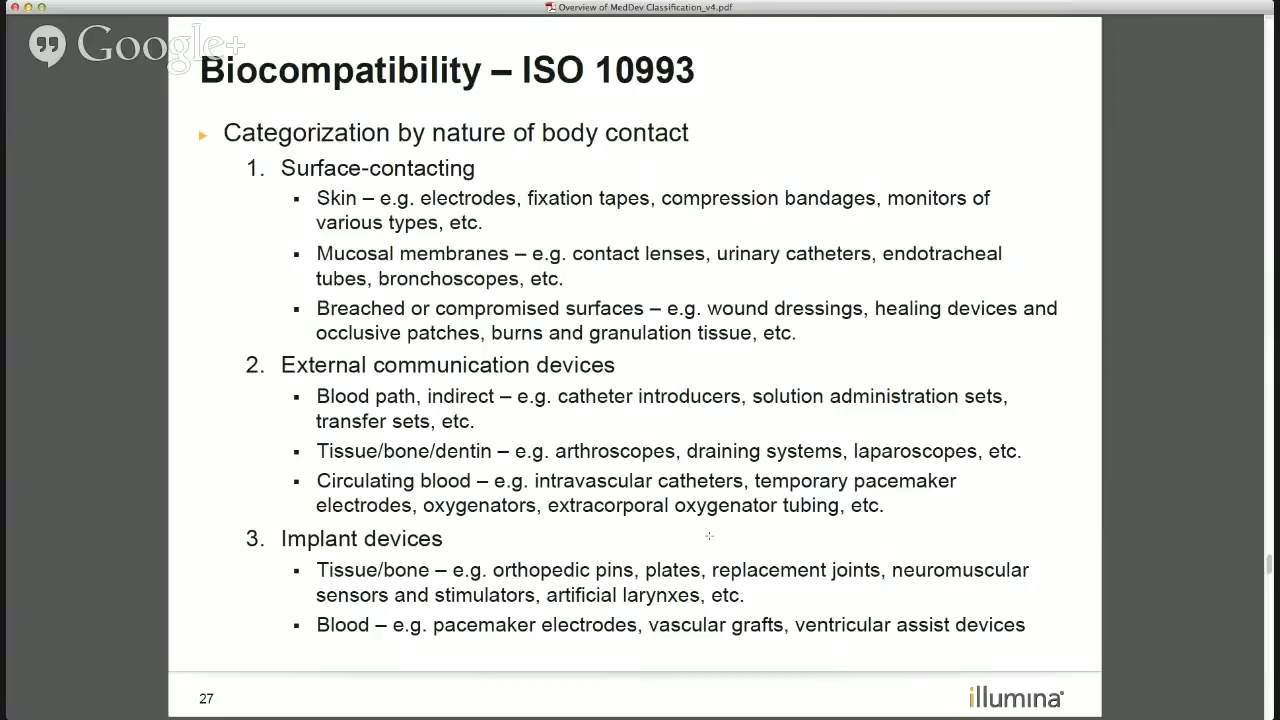 Overview of MedDev Classification_v4.pdf
Google+
Biocompatibility – ISO 10993
Categorization by nature of body contact
1. Surface-contacting
▪ Skin – e.g. electrodes, fixation tapes, compression bandages, monitors of
various types, etc.
▪ Mucosal membranes – e.g. contact lenses, urinary catheters, endotracheal
tubes, bronchoscopes, etc.
▪ Breached or compromised surfaces – e.g. wound dressings, healing devices and
occlusive patches, burns and granulation tissue, etc.
2. External communication devices
▪ Blood path, indirect – e.g. catheter introducers, solution administration sets,
transfer sets, etc.
▪ Tissue/bone/dentin – e.g. arthroscopes, draining systems, laparoscopes, etc.
▪ Circulating blood – e.g. intravascular catheters, temporary pacemaker
electrodes, oxygenators, extracorporal oxygenator tubing, etc.
3. Implant devices
▪ Tissue/bone – e.g. orthopedic pins, plates, replacement joints, neuromuscular
sensors and stimulators, artificial larynxes, etc.
▪ Blood – e.g. pacemaker electrodes, vascular grafts, ventricular assist devices
27
illumina